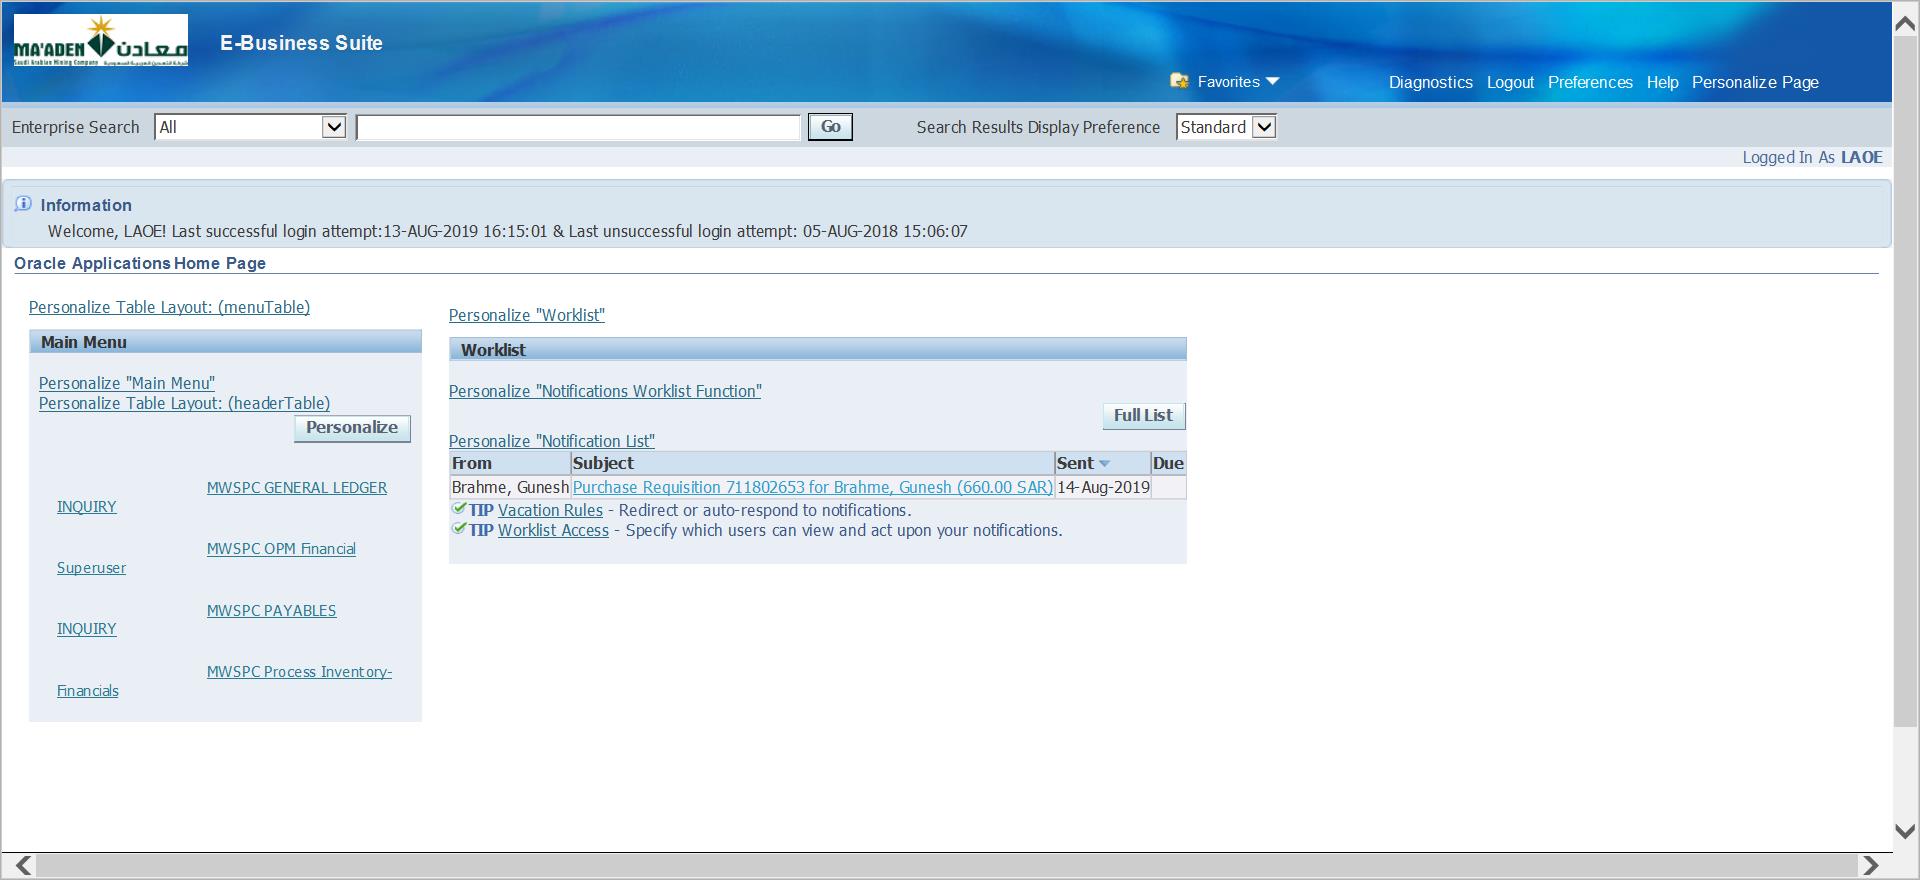 MA'ADEN معادن
Saudi Arabian Mining Company شركة التعدين العربية السعودية
E-Business Suite
Favorites
Diagnostics Logout Preferences Help Personalize Page
Enterprise Search All Go Search Results Display Preference Standard
Logged In As LAOE
Information
Welcome, LAOE! Last successful login attempt:13-AUG-2019 16:15:01 & Last unsuccessful login attempt: 05-AUG-2018 15:06:07
Oracle Applications Home Page
Personalize Table Layout: (menuTable)
Main Menu
Personalize "Main Menu"
Personalize Table Layout: (headerTable)
Personalize
MWSPC GENERAL LEDGER
INQUIRY
MWSPC OPM Financial
Superuser
MWSPC PAYABLES
INQUIRY
MWSPC Process Inventory-
Financials
Personalize "Worklist"
Worklist
Personalize "Notifications Worklist Function"
Full List
Personalize "Notification List"
From Subject Sent Due
Brahme, Gunesh Purchase Requisition 711802653 for Brahme, Gunesh (660.00 SAR) 14-Aug-2019
TIP Vacation Rules - Redirect or auto-respond to notifications.
TIP Worklist Access - Specify which users can view and act upon your notifications.